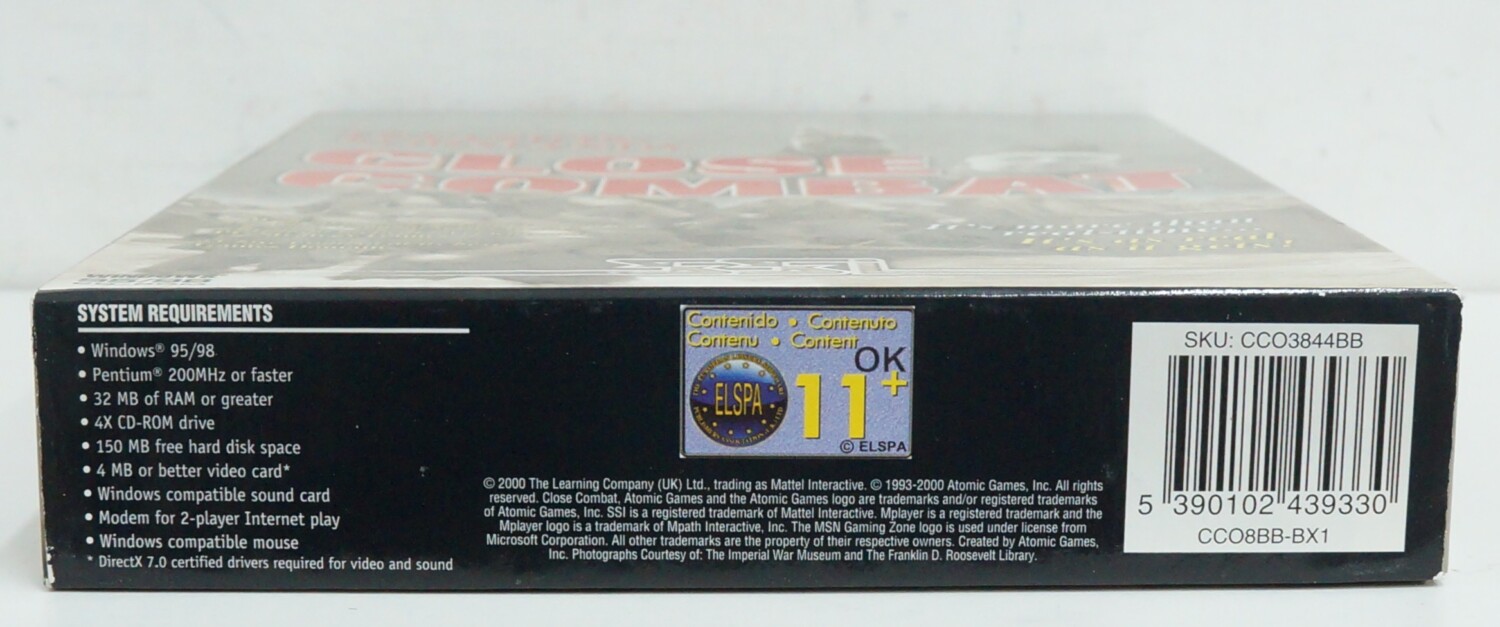 CLOSE
COMBAT
SYSTEM REQUIREMENTS
• Windows® 95/98
• Pentium® 200MHz or faster
• 32 MB of RAM or greater
• 4X CD-ROM drive
• 150 MB free hard disk space
• 4 MB or better video card*
• Windows compatible sound card
• Modem for 2-player Internet play
• Windows compatible mouse
* DirectX 7.0 certified drivers required for video and sound
Contenido • Contenuto
Contenu • Content
OK
ELSPA
11+
© ELSPA
© 2000 The Learning Company (UK) Ltd., trading as Mattel Interactive. © 1993-2000 Atomic Games, Inc. All rights
reserved. Close Combat, Atomic Games and the Atomic Games logo are trademarks and/or registered trademarks
of Atomic Games, Inc. SSI is a registered trademark of Mattel Interactive. Mplayer is a registered trademark and the
Mplayer logo is a trademark of Mpath Interactive, Inc. The MSN Gaming Zone logo is used under license from
Microsoft Corporation. All other trademarks are the property of their respective owners. Created by Atomic Games,
Inc. Photographs Courtesy of: The Imperial War Museum and The Franklin D. Roosevelt Library.
SKU: CCO3844BB
5 390102 439330
CCO8BB-BX1